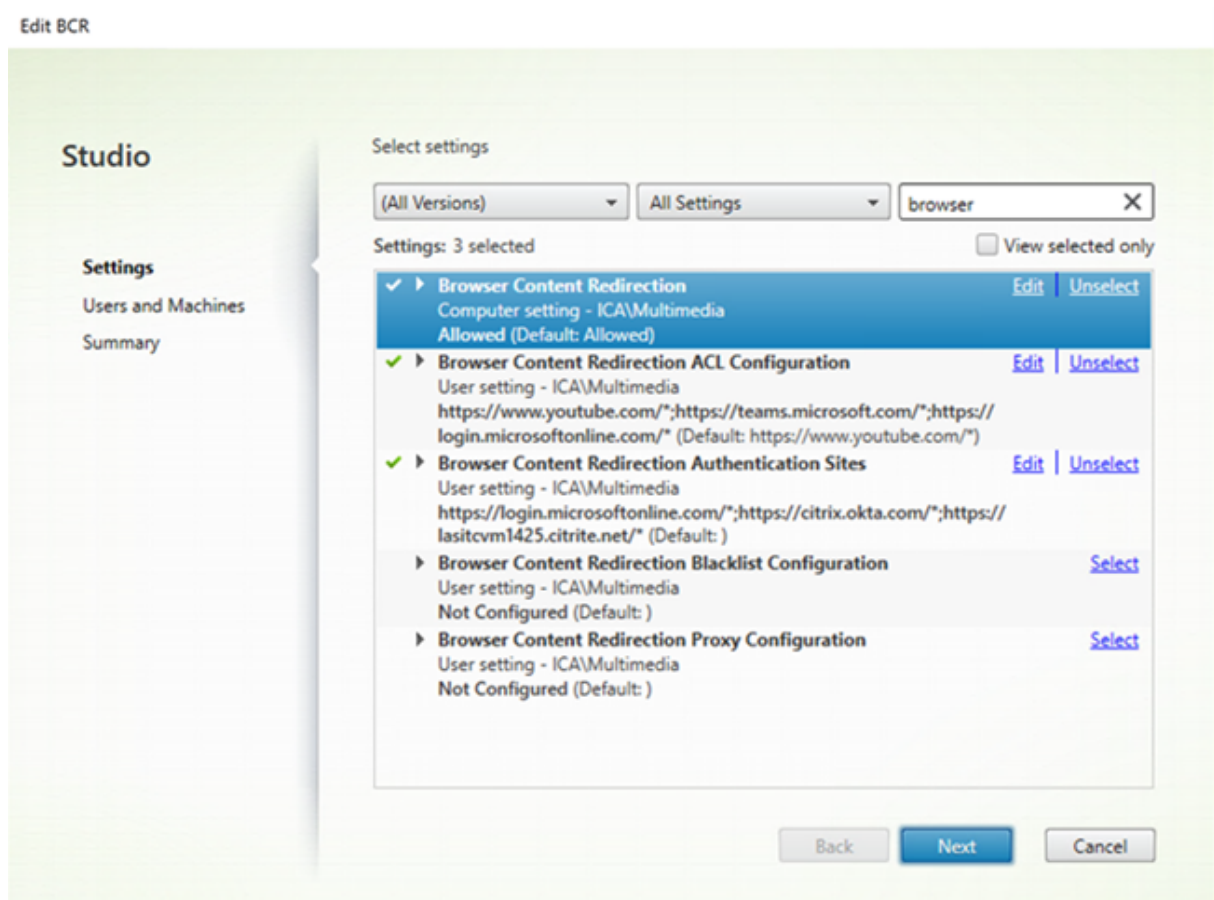 Edit BCR
Studio
Settings
Users and Machines
Summary
Select settings
(All Versions) All Settings browser
Settings: 3 selected View selected only
Browser Content Redirection Edit Unselect
Computer setting - ICA\Multimedia
Allowed (Default: Allowed)
Browser Content Redirection ACL Configuration Edit Unselect
User setting - ICA\Multimedia
https://www.youtube.com/*;https://teams.microsoft.com/*;https://
login.microsoftonline.com/* (Default: https://www.youtube.com/*)
Browser Content Redirection Authentication Sites Edit Unselect
User setting - ICA\Multimedia
https://login.microsoftonline.com/*;https://citrix.okta.com/*;https://
lasitcvm1425.citrite.net/* (Default: )
Browser Content Redirection Blacklist Configuration Select
User setting - ICA\Multimedia
Not Configured (Default: )
Browser Content Redirection Proxy Configuration Select
User setting - ICA\Multimedia
Not Configured (Default: )
Back Next Cancel